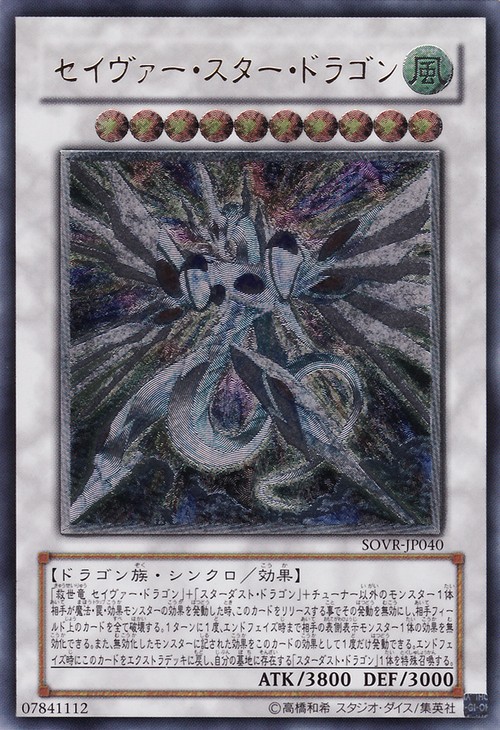 セイヴァー・スター・ドラゴン 風
SOVR-JP040
【ドラゴン族・シンクロ／効果】
「救世竜 セイヴァー・ドラゴン」+「スターダスト・ドラゴン」+チューナー以外のモンスター1体
相手が魔法・罠・効果モンスターの効果を発動した時、このカードをリリースする事でその発動を無効にし、相手フィー
ルド上のカードを全て破壊する。1ターンに1度、エンドフェイズ時まで相手の表側表示モンスター1体の効果を無
効化できる。また、無効化したモンスターに記された効果をこのカードの効果として1度だけ発動できる。エンドフェ
イズ時にこのカードをエクストラデッキに戻し、自分の墓地に存在する「スターダスト・ドラゴン」1体を特殊召喚する。
ATK/3800 DEF/3000
07841112 ©高橋和希 スタジオ・ダイス/集英社